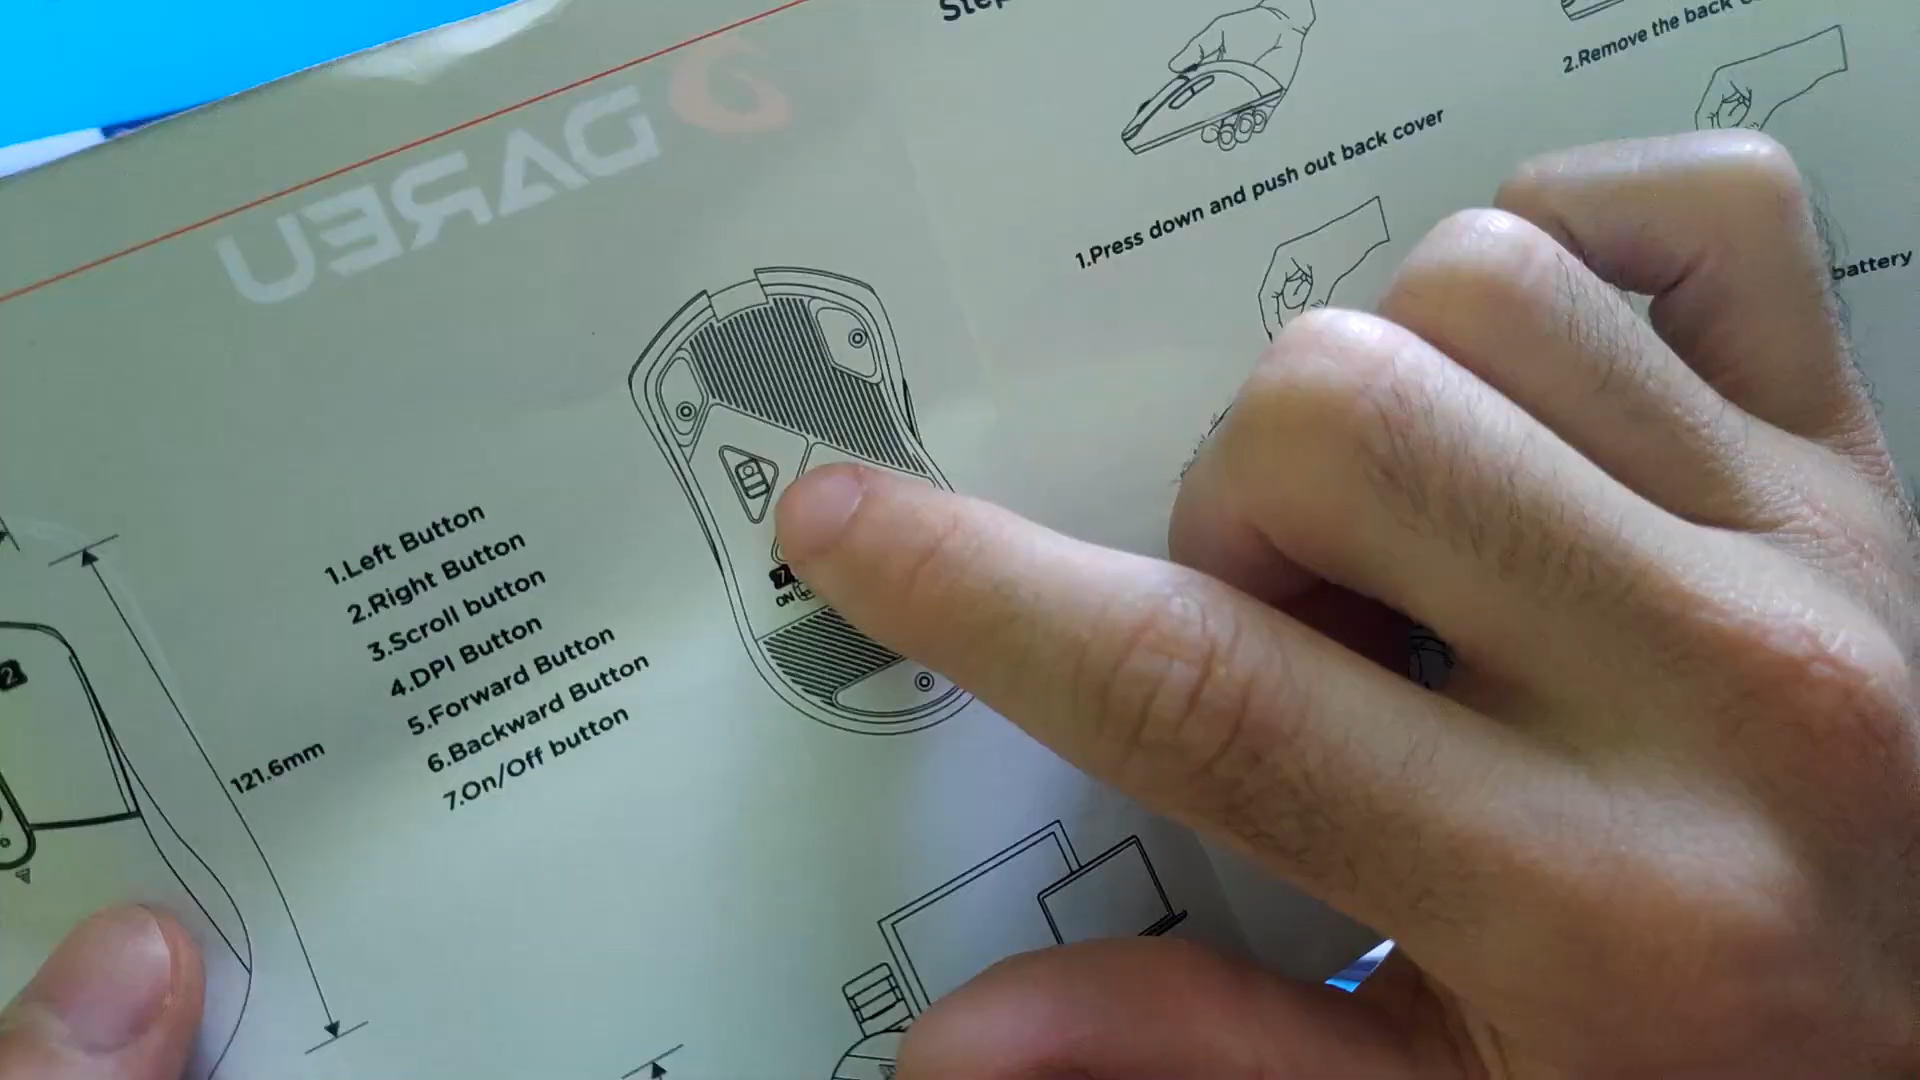 DAREU
Step
2.Remove the back
1.Press down and push out back cover
battery
1.Left Button
2.Right Button
3.Scroll button
4.DPI Button
5.Forward Button
6.Backward Button
7.On/Off button
7
ON
2
121.6mm